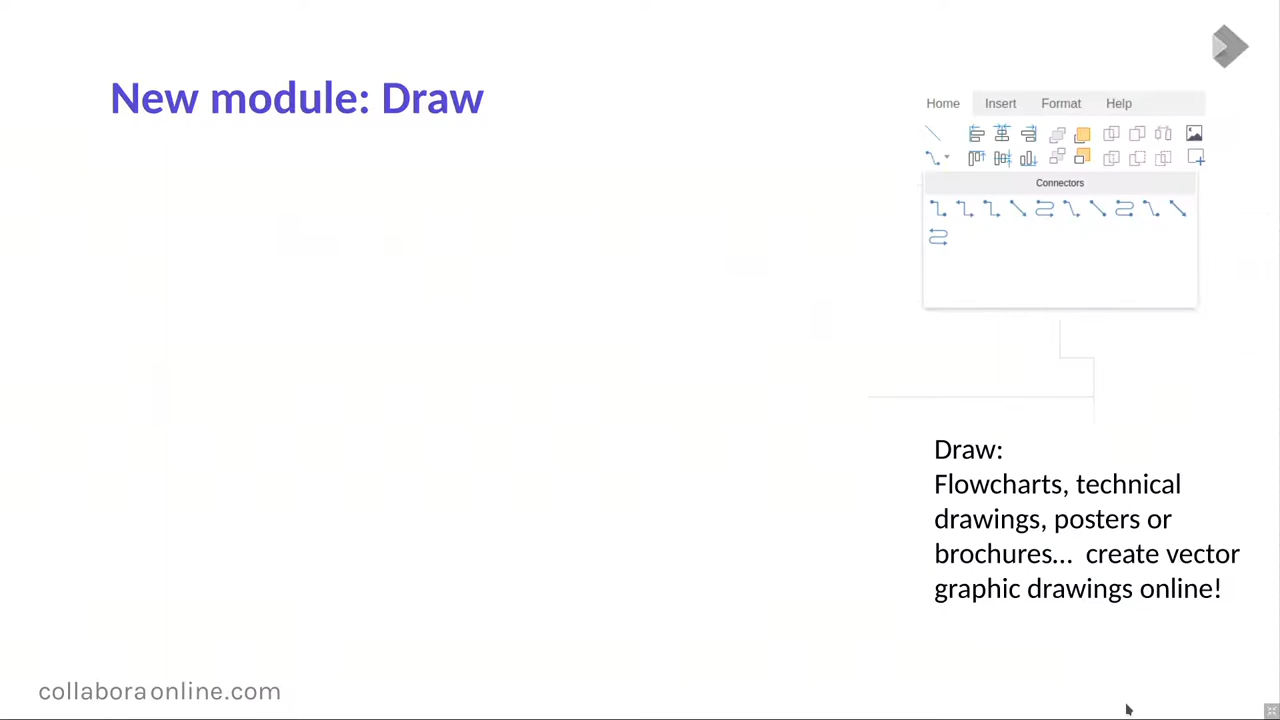 New module: Draw
Home Insert Format Help
Connectors
Draw:
Flowcharts, technical
drawings, posters or
brochures... create vector
graphic drawings online!
collaboraonline.com